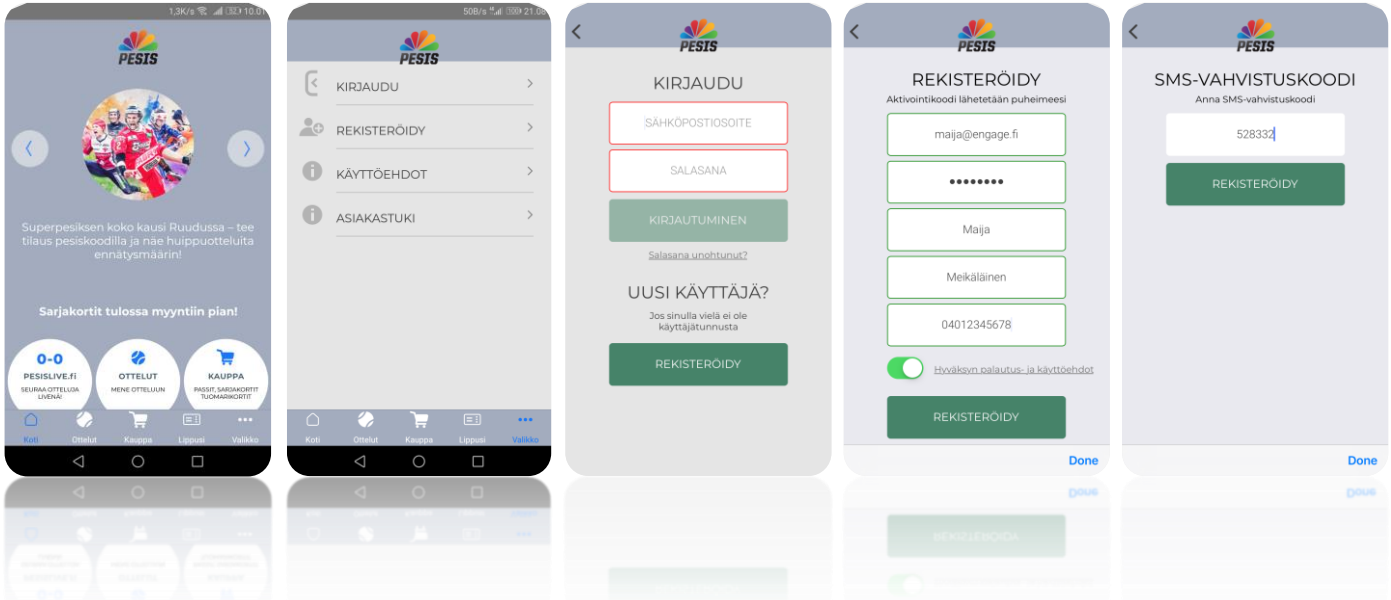 1,3K/s 52 10.01
PESIS
Superpesiksen koko kausi Ruudussa – tee
tilaus pesiskoodilla ja näe huippuotteluita
ennätysmäärin!
Sarjakortit tulossa myyntiin pian!
0-0
PESISLIVE.fi
SEURAA OTTELUJA
LIVENÄ!
OTTELUT
MENE OTTELUUN
KAUPPA
PASSIT, SARJAKORTIT
TUOMARIKORTIT
Koti Ottelut Kauppa Lippusi Valikko
50B/s 21.08
PESIS
KIRJAUDU
REKISTERÖIDY
KÄYTTÖEHDOT
ASIAKASTUKI
Koti Ottelut Kauppa Lippusi Valikko
PESIS
KIRJAUDU
SÄHKÖPOSTIOSOITE
SALASANA
KIRJAUTUMINEN
Salasana unohtunut?
UUSI KÄYTTÄJÄ?
Jos sinulla vielä ei ole
käyttäjätunnusta
REKISTERÖIDY
PESIS
REKISTERÖIDY
Aktivointikoodi lähetetään puheimeesi
maija@engage.fi
••••••••
Maija
Meikäläinen
04012345678
Hyväksyn palautus- ja käyttöehdot
REKISTERÖIDY
Done
PESIS
SMS-VAHVISTUSKOODI
Anna SMS-vahvistuskoodi
528332
REKISTERÖIDY
Done